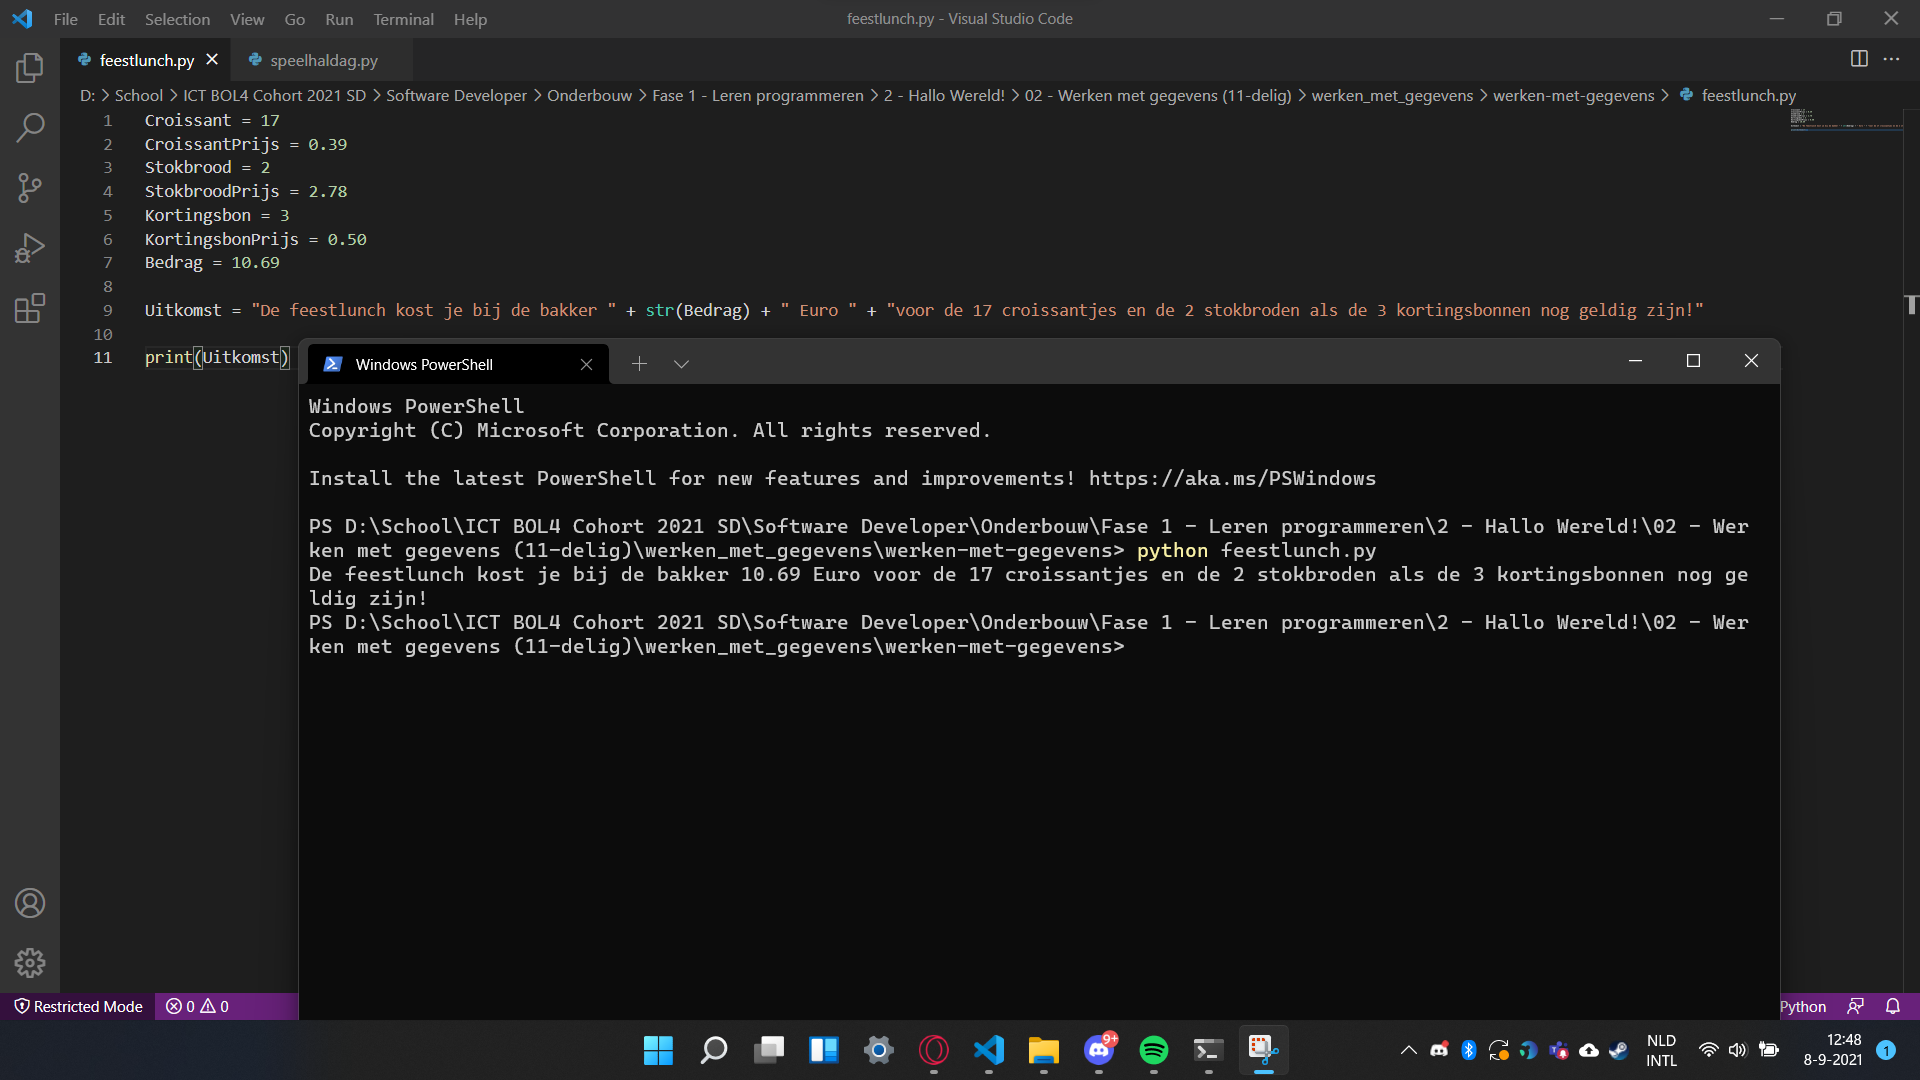 File Edit Selection View Go Run Terminal Help
feestlunch.py - Visual Studio Code
feestlunch.py
speelhaldag.py
D: > School > ICT BOL4 Cohort 2021 SD > Software Developer > Onderbouw > Fase 1 - Leren programmeren > 2 - Hallo Wereld! > 02 - Werken met gegevens (11-delig) > werken_met_gegevens > werken-met-gegevens > feestlunch.py
1 Croissant = 17
2 CroissantPrijs = 0.39
3 Stokbrood = 2
4 StokbroodPrijs = 2.78
5 Kortingsbon = 3
6 KortingsbonPrijs = 0.50
7 Bedrag = 10.69
8
9 Uitkomst = "De feestlunch kost je bij de bakker " + str(Bedrag) + " Euro " + "voor de 17 croissantjes en de 2 stokbroden als de 3 kortingsbonnen nog geldig zijn!"
10
11 print(Uitkomst)
Windows PowerShell
Windows PowerShell
Copyright (C) Microsoft Corporation. All rights reserved.
Install the latest PowerShell for new features and improvements! https://aka.ms/PSWindows
PS D:\School\ICT BOL4 Cohort 2021 SD\Software Developer\Onderbouw\Fase 1 - Leren programmeren\2 - Hallo Wereld!\02 - Wer
ken met gegevens (11-delig)\werken_met_gegevens\werken-met-gegevens> python feestlunch.py
De feestlunch kost je bij de bakker 10.69 Euro voor de 17 croissantjes en de 2 stokbroden als de 3 kortingsbonnen nog ge
ldig zijn!
PS D:\School\ICT BOL4 Cohort 2021 SD\Software Developer\Onderbouw\Fase 1 - Leren programmeren\2 - Hallo Wereld!\02 - Wer
ken met gegevens (11-delig)\werken_met_gegevens\werken-met-gegevens>
Restricted Mode 0 0
Python
9+
NLD
INTL
12:48
8-9-2021
1